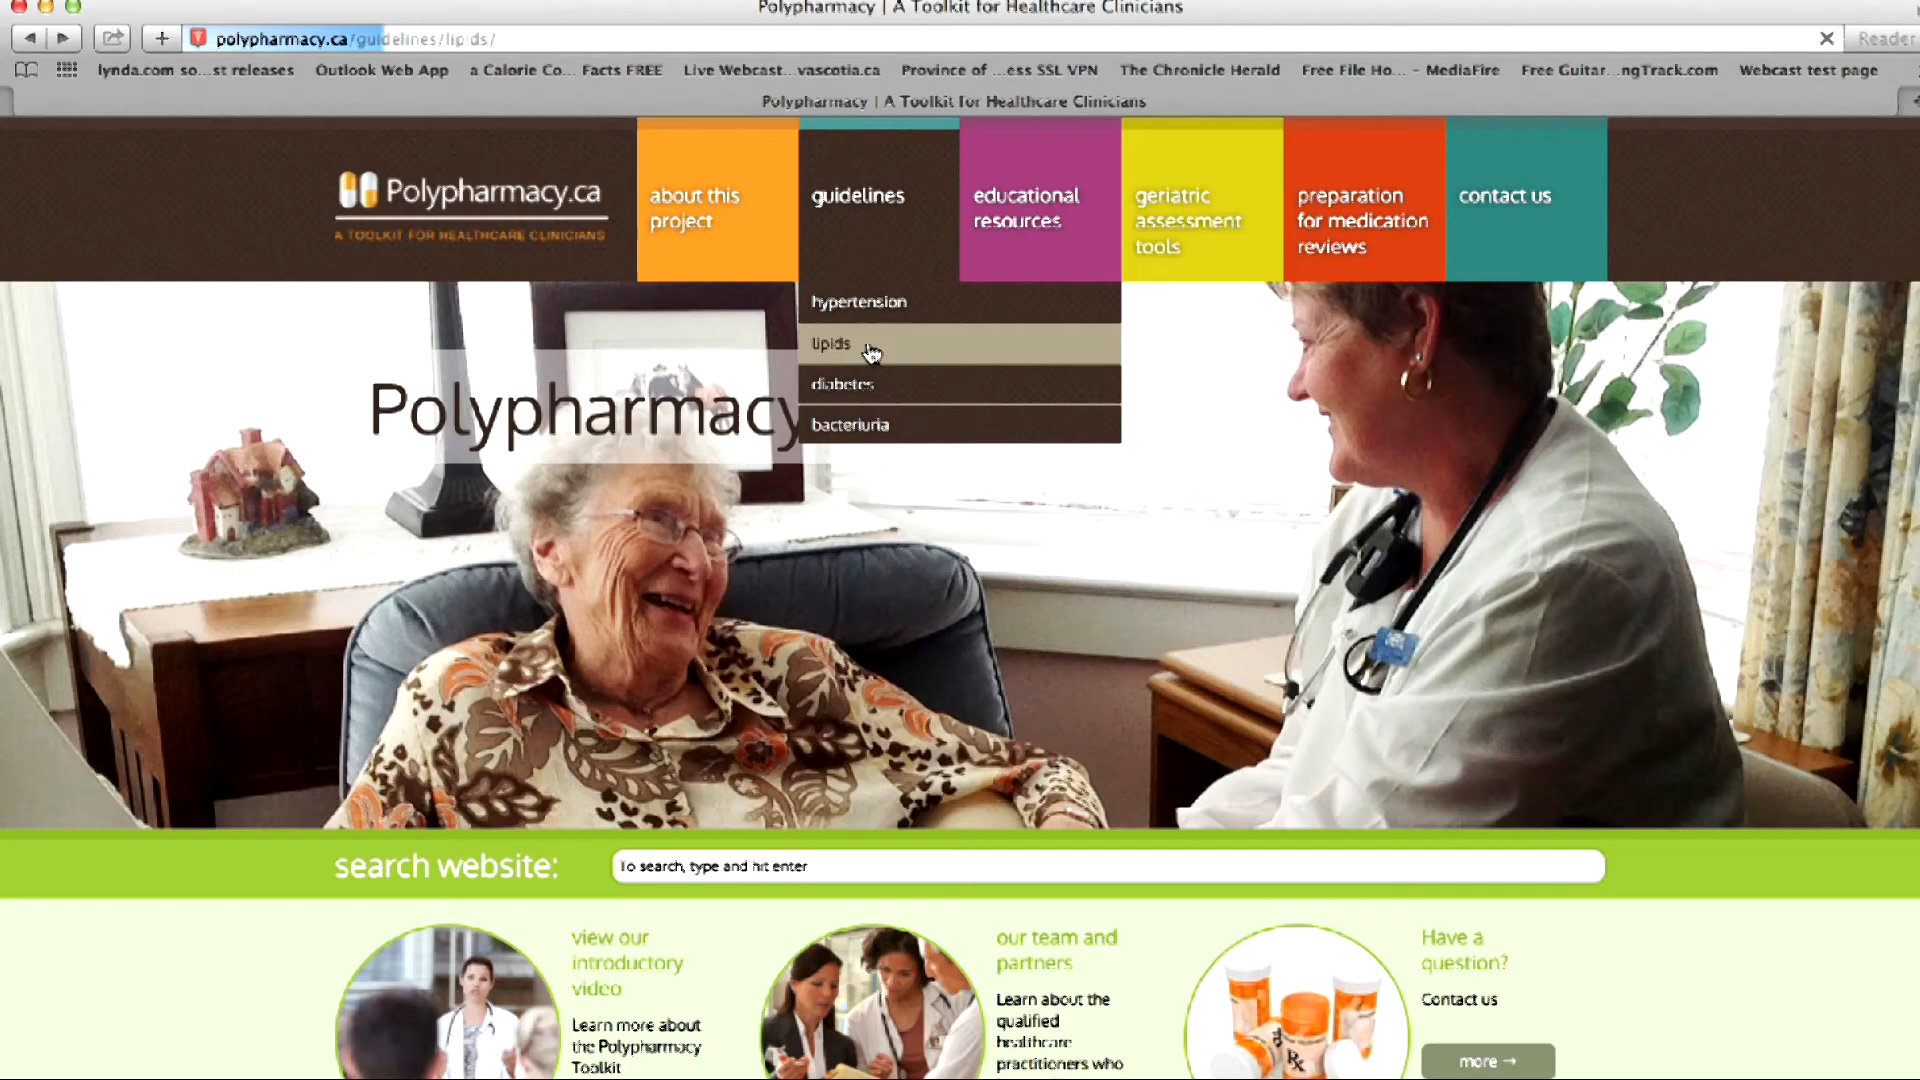 Polypharmacy | A Toolkit for Healthcare Clinicians
polypharmacy.ca/guidelines/lipids/
Reader
lynda.com so...st releases
Outlook Web App
a Calorie Co... Facts FREE
Live Webcast...vascotia.ca
Province of ...ess SSL VPN
The Chronicle Herald
Free File Ho... - MediaFire
Free Guitar...ngTrack.com
Webcast test page
Polypharmacy | A Toolkit for Healthcare Clinicians
Polypharmacy.ca
A TOOLKIT FOR HEALTHCARE CLINICIANS
about this
project
guidelines
educational
resources
geriatric
assessment
tools
preparation
for medication
reviews
contact us
hypertension
lipids
diabetes
bacteriuria
Polypharmacy
search website:
To search, type and hit enter
view our
introductory
video
Learn more about
the Polypharmacy
Toolkit
our team and
partners
Learn about the
qualified
healthcare
practitioners who
Rx
Have a
question?
Contact us
more →